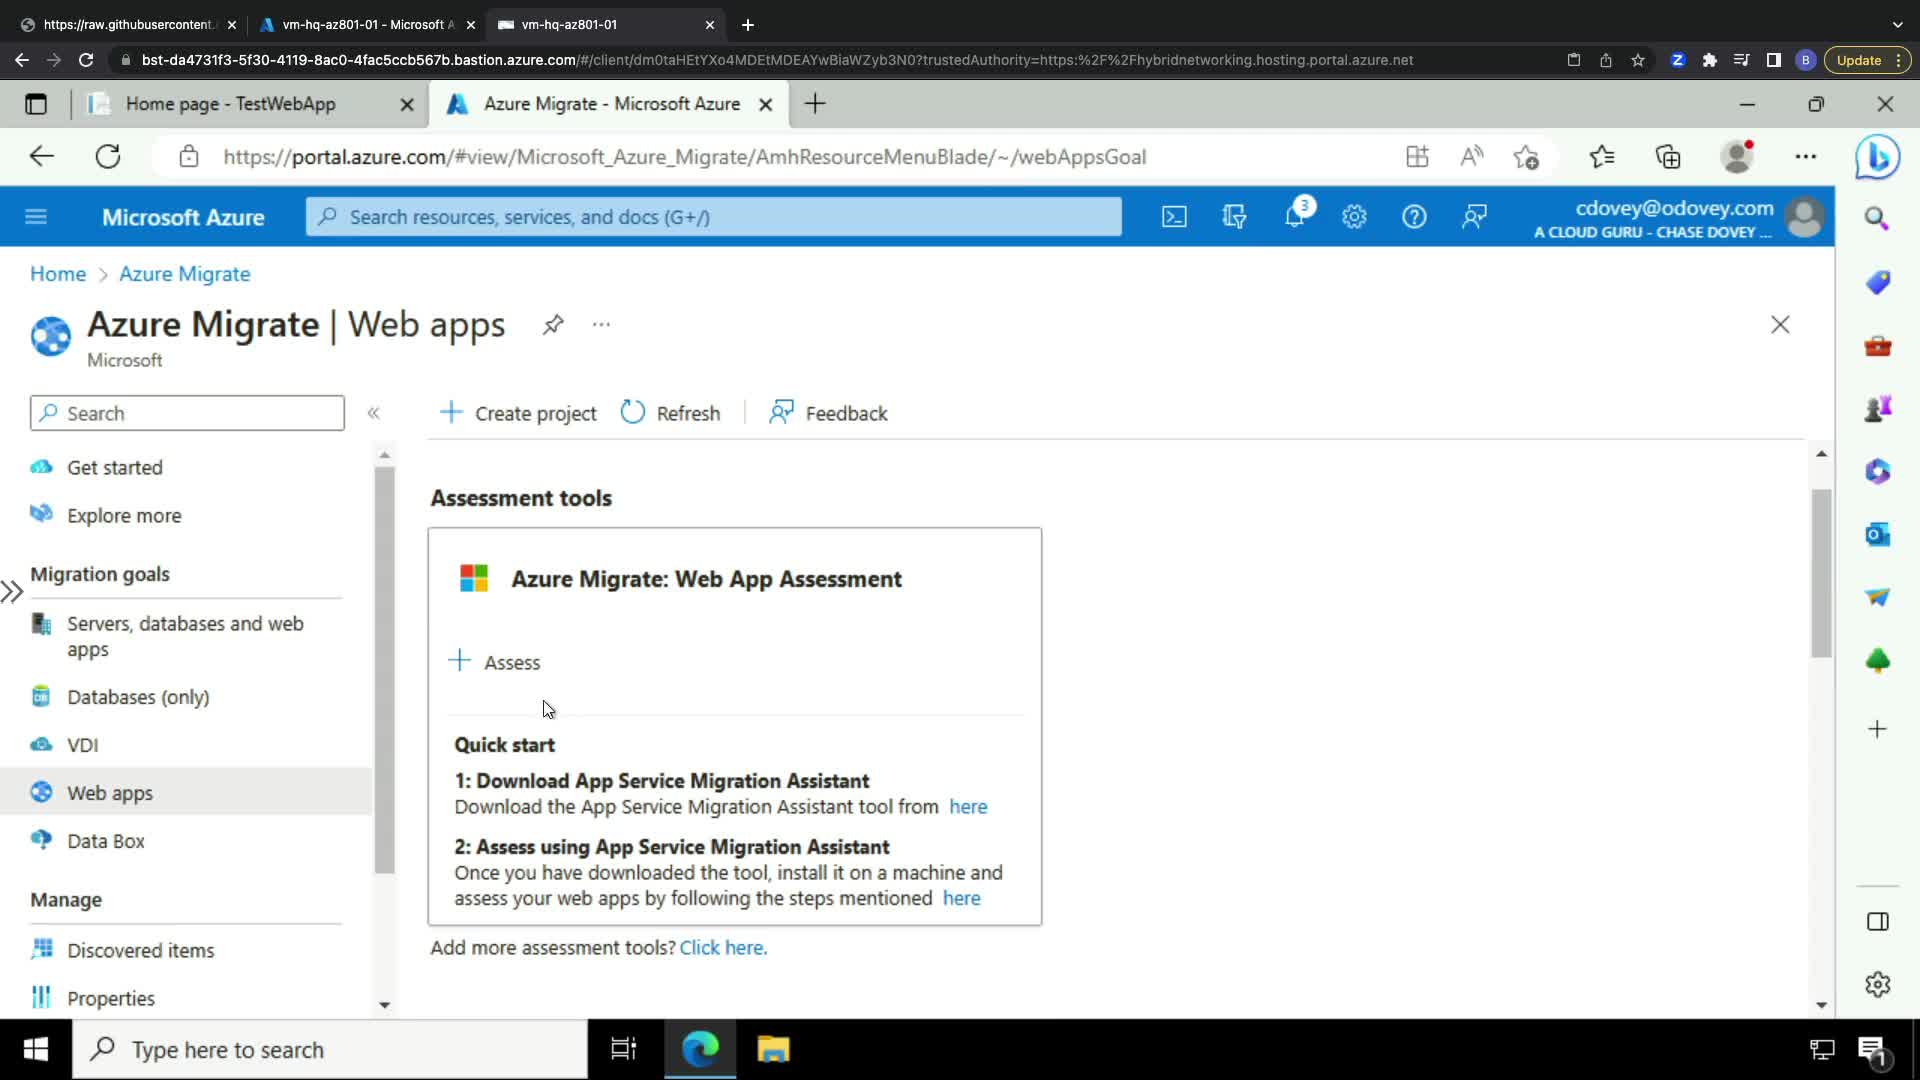 https://raw.githubusercontent.
vm-hq-az801-01 - Microsoft A
vm-hq-az801-01
bst-da4731f3-5f30-4119-8ac0-4fac5ccb567b.bastion.azure.com/#/client/dm0taHEtYXo4MDEtMDEAYwBiaWZyb3N0?trustedAuthority=https:%2F%2Fhybridnetworking.hosting.portal.azure.net
B
Update
Home page - TestWebApp
Azure Migrate - Microsoft Azure
https://portal.azure.com/#view/Microsoft_Azure_Migrate/AmhResourceMenuBlade/~/webAppsGoal
Microsoft Azure
Search resources, services, and docs (G+/)
3
cdovey@odovey.com
A CLOUD GURU - CHASE DOVEY ...
Home > Azure Migrate
Azure Migrate | Web apps
Microsoft
Search
Create project
Refresh
Feedback
Get started
Explore more
Migration goals
Servers, databases and web
apps
Databases (only)
VDI
Web apps
Data Box
Manage
Discovered items
Properties
Assessment tools
Azure Migrate: Web App Assessment
Assess
Quick start
1: Download App Service Migration Assistant
Download the App Service Migration Assistant tool from here
2: Assess using App Service Migration Assistant
Once you have downloaded the tool, install it on a machine and
assess your web apps by following the steps mentioned here
Add more assessment tools? Click here.
Type here to search
1